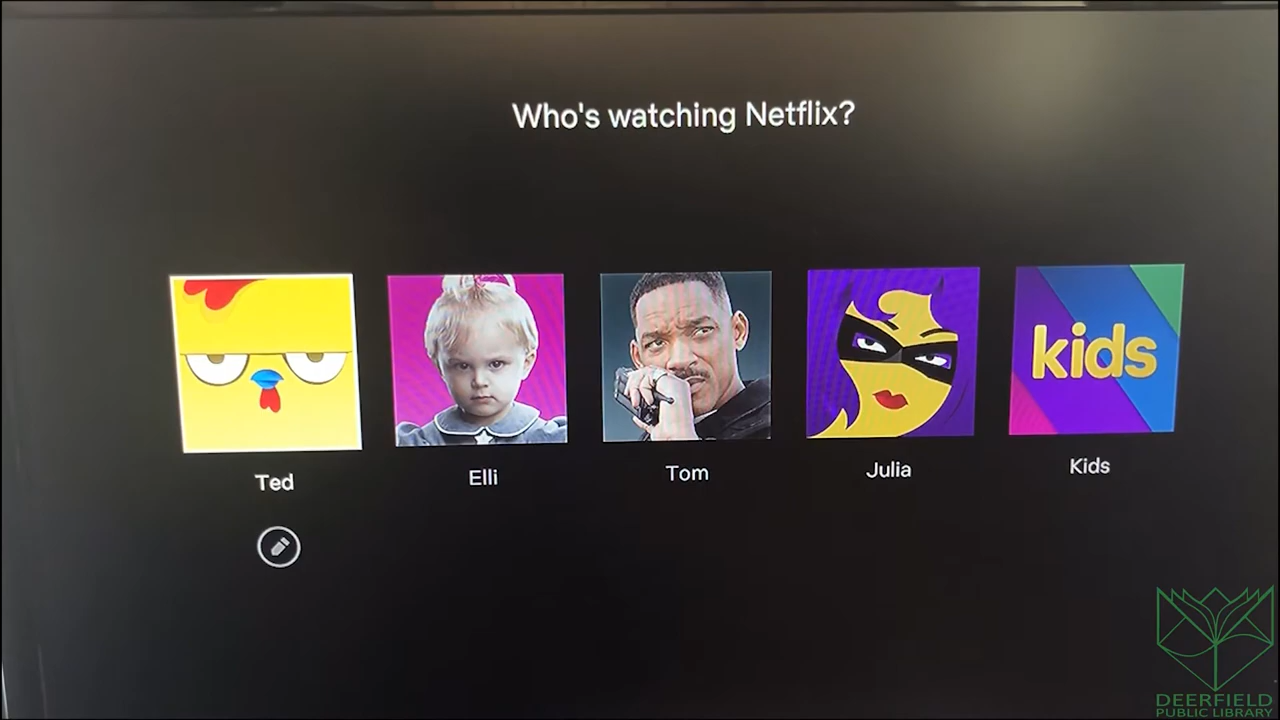 Who's watching Netflix?
kids
Ted
Elli
Tom
Julia
Kids
DEERFIELD
PUBLIC LIBRARY